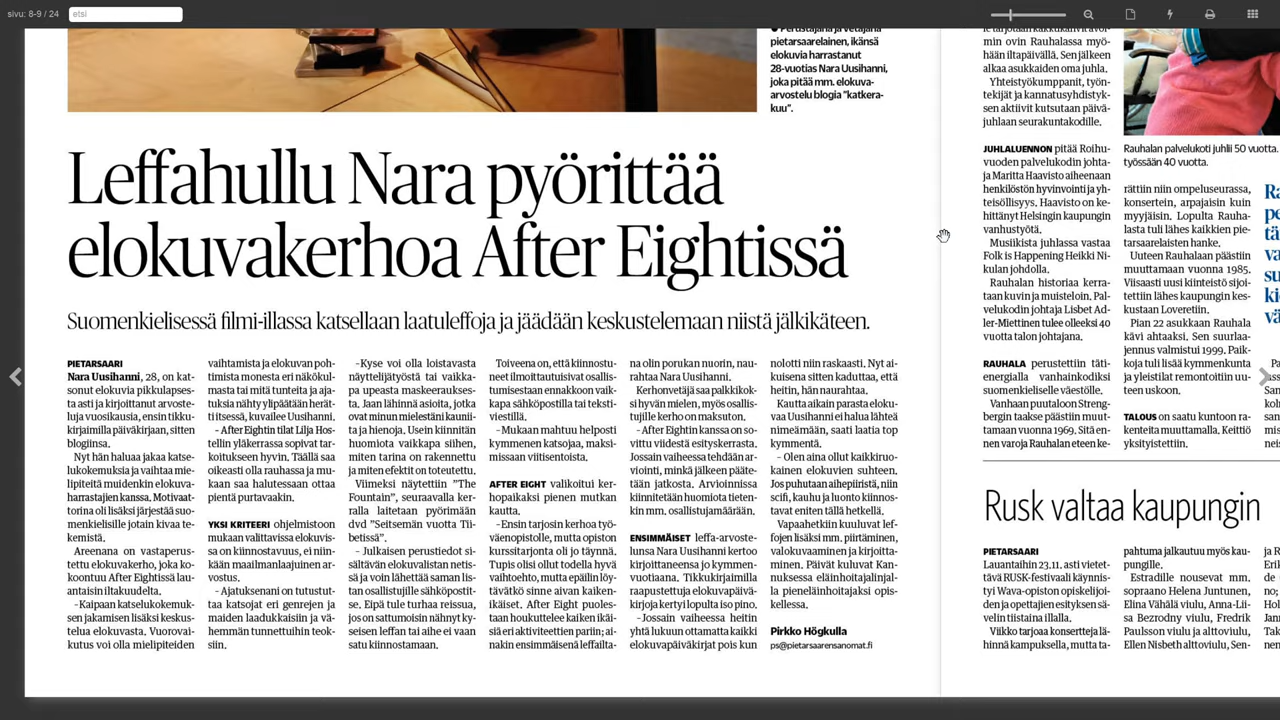 sivu: 8-9 / 24
etsi
Perustajana ja vetäjänä
pietarsaarelainen, ikänsä
elokuvia harrastanut
28-vuotias Nara Uusihanni,
joka pitää mm. elokuva-
arvostelu blogia "katkera-
kuu".
Leffahullu Nara pyörittää
elokuvakerhoa After Eightissä
Suomenkielisessä filmi-illassa katsellaan laatuleffoja ja jäädään keskustelemaan niistä jälkikäteen.
PIETARSAARI
Nara Uusihanni, 28, on kat-
sonut elokuvia pikkulapses-
ta asti ja kirjoittanut arvoste-
luja vuosikausia, ensin tikku-
kirjaimilla päiväkirjaan, sitten
blogiinsa.
Nyt hän haluaa jakaa katse-
lukokemuksia ja vaihtaa mie-
lipiteitä muidenkin elokuva-
harrastajien kanssa. Motivaat-
torina oli lisäksi järjestää suo-
menkielisille jotain kivaa te-
kemistä.
Areenana on vastaperus-
tettu elokuvakerho, joka ko-
koontuu After Eightissä lau-
antaisin iltakuudelta.
-Kaipaan katselukokemuk-
sen jakamisen lisäksi keskus-
telua elokuvasta. Vuorovai-
kutus voi olla mielipiteiden
vaihtamista ja elokuvan poh-
timista monesta eri näkökul-
masta tai mitä tunteita ja aja-
tuksia nähty ylipäätään herät-
ti itsessä, kuvailee Uusihanni.
- After Eightin tilat Lilja Hos-
tellin yläkerrassa sopivat tar-
koitukseen hyvin. Täällä saa
oikeasti olla rauhassa ja mu-
kaan saa halutessaan ottaa
pientä purtavaakin.
YKSI KRITEERI ohjelmistoon
mukaan valittavissa elokuvis-
sa on kiinnostavuus, ei niin-
kään maailmanlaajuinen ar-
vostus.
- Ajatuksenani on tutustut-
taa katsojat eri genrejen ja
maiden laadukkaisiin ja vä-
hemmän tunnettuihin teok-
siin.
-Kyse voi olla loistavasta
näyttelijätyöstä tai vaikka-
pa upeasta maskeeraukses-
ta. Jaan lähinnä asioita, jotka
ovat minun mielestäni kaunii-
ta ja hienoja. Usein kiinnitän
huomiota vaikkapa siihen,
miten tarina on rakennettu
ja miten efektit on toteutettu.
Viimeksi näytettiin ”The
Fountain”, seuraavalla ker-
ralla laitetaan pyörimään
dvd ”Seitsemän vuotta Tii-
betissä”.
- Julkaisen perustiedot si-
sältävän elokuvalistan netis-
sä ja voin lähettää saman lis-
tan osallistujille sähköpostit-
se. Eipä tule turhaa reissua,
jos on sattumoisin nähnyt ky-
seisen leffan tai aihe ei vaan
satu kiinnostamaan.
Toiveena on, että kiinnostu-
neet ilmoittautuisivat osallis-
tumisestaan ennakkoon vaik-
kapa sähköpostilla tai teksti-
viestillä.
-Mukaan mahtuu helposti
kymmenen katsojaa, maksi-
missaan viitisentoista.
AFTER EIGHT valikoitui ker-
hopaikaksi pienen mutkan
kautta.
-Ensin tarjosin kerhoa työ-
väenopistolle, mutta opiston
kurssitarjonta oli jo täynnä.
Tupis olisi ollut todella hyvä
vaihtoehto, mutta epäilin löy-
tävätkö sinne aivan kaiken-
ikäiset. After Eight puoles-
taan houkuttelee kaiken ikäi-
siä eri aktiviteettien pariin; ai-
nakin ensimmäisenä leffailta-
na olin porukan nuorin, nau-
rahtaa Nara Uusihanni.
Kerhonvetäjä saa palkkikok-
si hyvän mielen, myös osallis-
tujille kerho on maksuton.
-After Eightin kanssa on so-
vittu viidestä esityskerrasta.
Jossain vaiheessa tehdään ar-
viointi, minkä jälkeen pääte-
tään jatkosta. Arvioinnissa
kiinnitetään huomiota tieten-
kin mm. osallistujamäärään.
ENSIMMÄISET leffa-arvoste-
lunsa Nara Uusihanni kertoo
kirjoittaneensa jo kymmen-
vuotiaana. Tikkukirjaimilla
raapustettuja elokuvapäivä-
kirjoja kertyi lopulta iso pino.
-Jossain vaiheessa heitin
yhtä lukuun ottamatta kaikki
elokuvapäiväkirjat pois kun
nolotti niin raskaasti. Nyt ai-
kuisena sitten kaduttaa, että
heitin, hän naurahtaa.
Kautta aikain parasta eloku-
vaa Uusihanni ei halua lähteä
nimeämään, saati laatia top
kymmentä.
- Olen aina ollut kaikkiruo-
kainen elokuvien suhteen.
Jos puhutaan aihepiiristä, niin
scifi, kauhu ja luonto kiinnos-
tavat eniten tällä hetkellä.
Vapaahetkiin kuuluvat lef-
fojen lisäksi mm. piirtäminen,
valokuvaaminen ja kirjoitta-
minen. Päivät kuluvat Kan-
nuksessa eläinhoitajalinjal-
la pieneläinhoitajaksi opis-
kellessa.
Pirkko Högkulla
ps@pietarsaarensanomat.fi
min ovin Rauhalassa myö-
hään iltapäivällä. Sen jälkeen
alkaa asukkaiden oma juhla.
Yhteistyökumppanit, työn-
tekijät ja kannatusyhdistyk-
sen aktiivit kutsutaan päivä-
juhlaan seurakuntakodille.
JUHLALUENNON pitää Roihu-
vuoden palvelukodin johta-
ja Maritta Haavisto aiheenaan
henkilöstön hyvinvointi ja yh-
teisöllisyys. Haavisto on ke-
hittänyt Helsingin kaupungin
vanhustyötä.
Musiikista juhlassa vastaa
Folk is Happening Heikki Ni-
kulan johdolla.
Rauhalan historiaa kerra-
taan kuvin ja muisteloin. Pal-
velukodin johtaja Lisbet Ad-
ler-Miettinen tulee olleeksi 40
vuotta talon johtajana.
RAUHALA perustettiin täti-
energialla vanhainkodiksi
suomenkieliselle väestölle.
Vanhaan puutaloon Streng-
bergin taakse päästiin muut-
tamaan vuonna 1969. Sitä en-
nen varoja Rauhalaan eteen ke-
Rauhalan palvelukoti juhlii 50 vuotta.
työssään 40 vuotta.
rättiin niin ompeluseurassa,
konsertein, arpajaisin kuin
myyjäisin. Lopulta Rauha-
lasta tuli lähes kaikkien pie-
tarsaarelaisten hanke.
Uuteen Rauhalaan päästiin
muuttamaan vuonna 1985.
Viisaasti uusi kiinteistö sijoi-
tettiin lähes kaupungin kes-
kustaan Loveretiin.
Pian 22 asukkaan Rauhala
kävi ahtaaksi. Sen suurlaa-
jennus valmistui 1999. Paik-
koja tuli lisää kymmenkunta
ja yleistilat remontoitiin uu-
teen uskoon.
TALOUS on saatu kuntoon ra-
kenteita muuttamalla. Keittiö
yksityistettiin.
Rusk valtaa kaupungin
PIETARSAARI
Lauantaihin 23.11. asti vietet-
tävä RUSK-festivaali käynnis-
tyi Wava-opiston opiskelijoi-
den ja opettajien esityksen sä-
velin tiistaina illalla.
Viikko tarjoaa konsertteja lä-
hinnä kampuksella, mutta ta-
pahtuma jalkautuu myös kau-
pungille.
Estradille nousevat mm.
sopraano Helena Juntunen,
Elina Vähälä viulu, Anna-Lii-
sa Bezrodny viulu, Fredrik
Paulsson viulu ja alttoviulu,
Ellen Nisbeth alttoviulu, Sen-